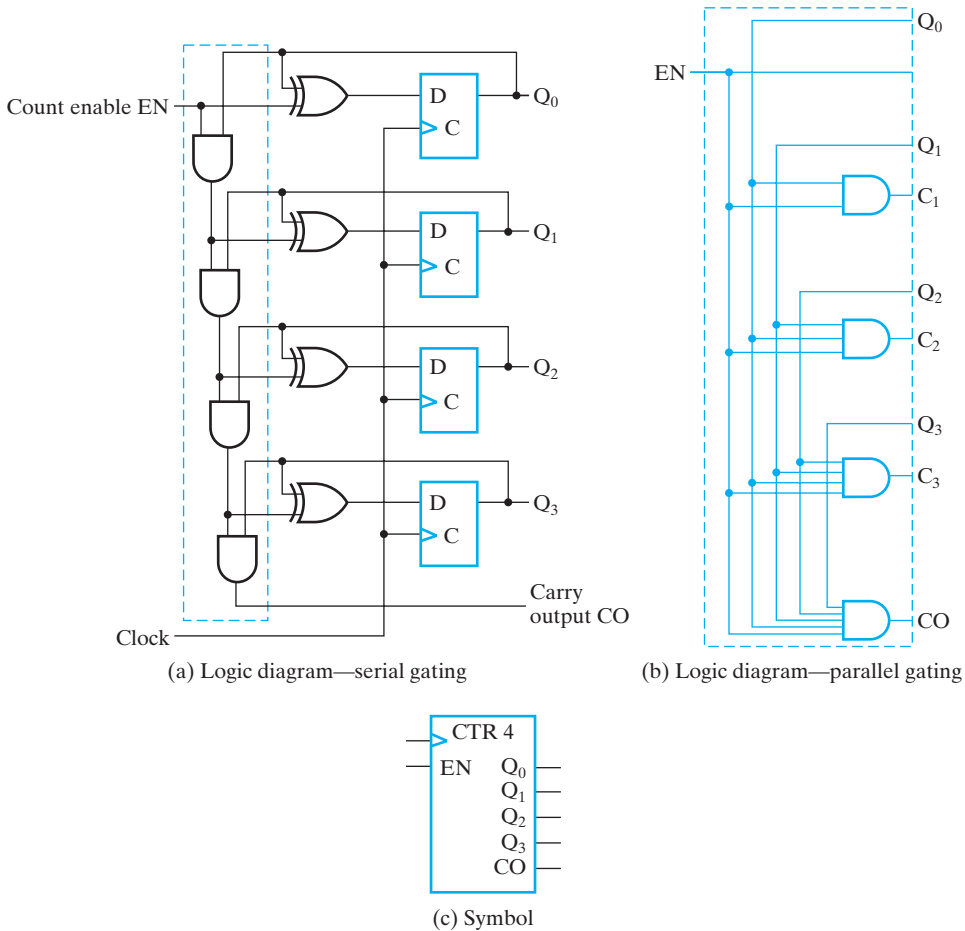 Count enable EN
D
C
Q0
D
C
Q1
D
C
Q2
D
C
Q3
Carry
output CO
Clock
(a) Logic diagram—serial gating
Q0
EN
Q1
C1
Q2
C2
Q3
C3
CO
(b) Logic diagram—parallel gating
CTR 4
EN
Q0
Q1
Q2
Q3
CO
(c) Symbol